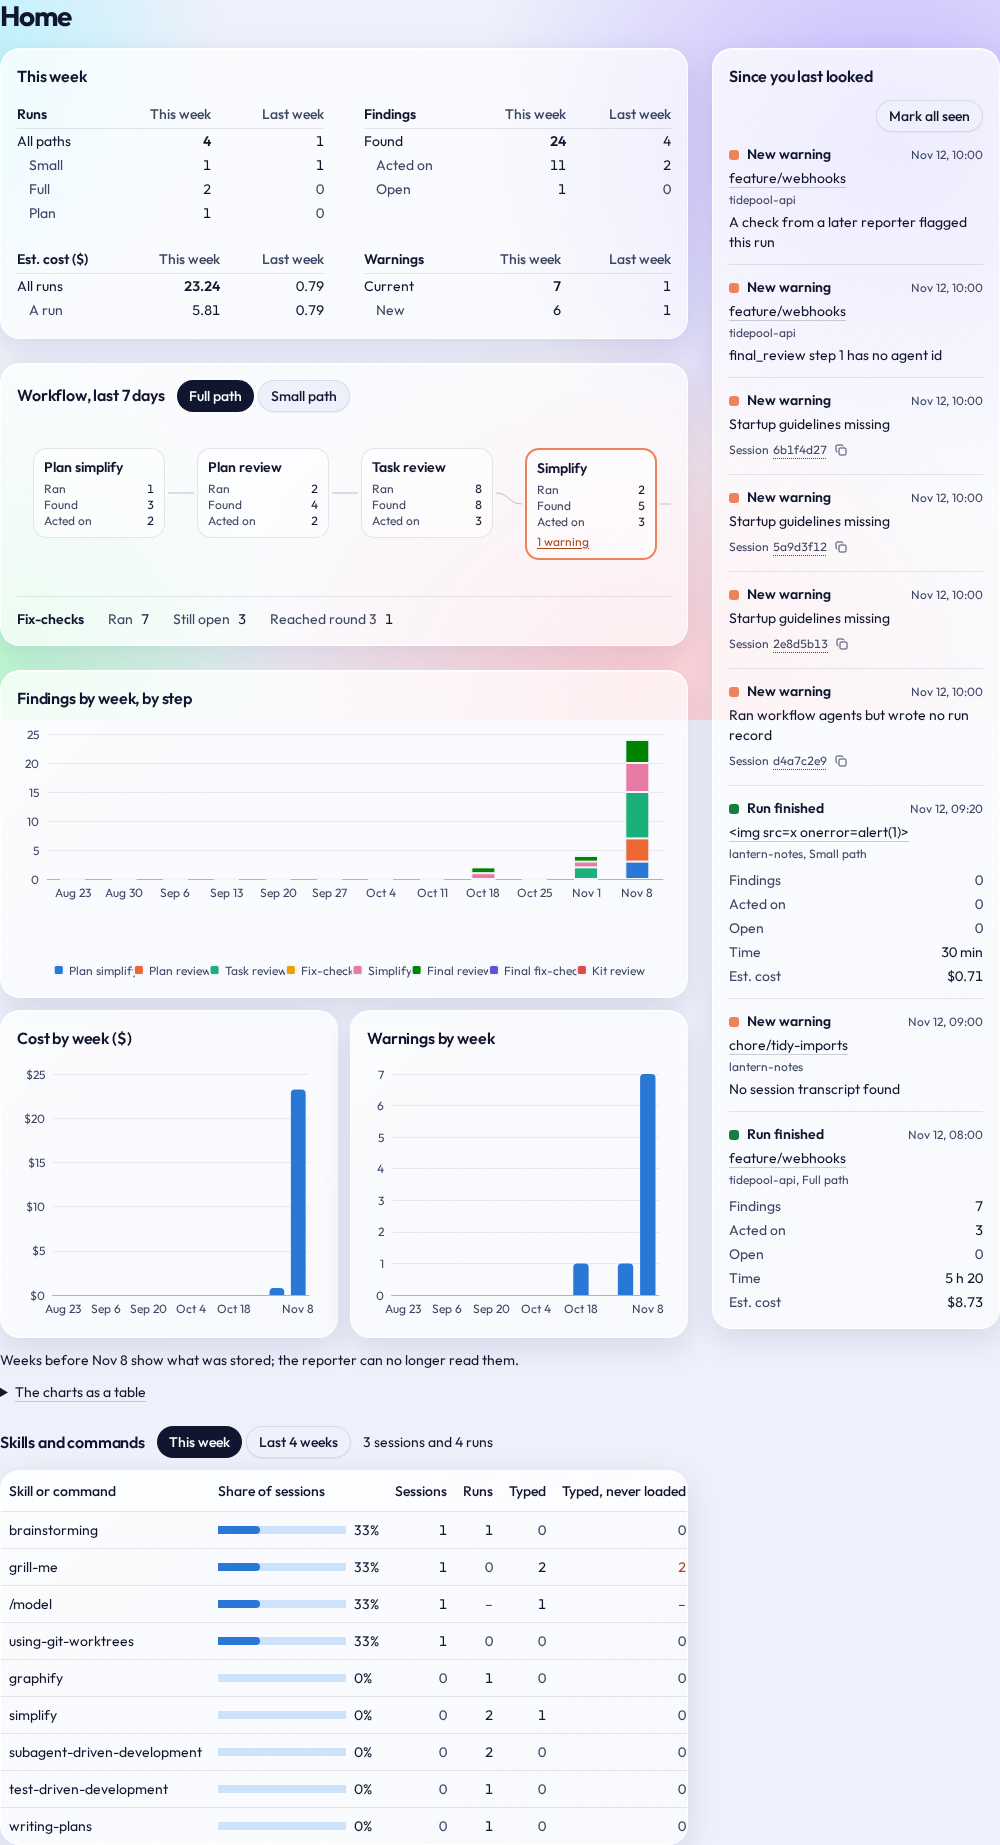 Home
This week
Runs This week Last week
All paths 4 1
Small 1 1
Full 2 0
Plan 1 0
Findings This week Last week
Found 24 4
Acted on 11 2
Open 1 0
Est. cost ($) This week Last week
All runs 23.24 0.79
A run 5.81 0.79
Warnings This week Last week
Current 7 1
New 6 1
Workflow, last 7 days Full path Small path
Plan simplify
Ran 1
Found 3
Acted on 2
Plan review
Ran 2
Found 4
Acted on 2
Task review
Ran 8
Found 8
Acted on 3
Simplify
Ran 2
Found 5
Acted on 3
1 warning
Fix-checks Ran 7 Still open 3 Reached round 3 1
Findings by week, by step
25
20
15
10
5
0
Aug 23 Aug 30 Sep 6 Sep 13 Sep 20 Sep 27 Oct 4 Oct 11 Oct 18 Oct 25 Nov 1 Nov 8
Plan simplify Plan review Task review Fix-check Simplify Final review Final fix-chec Kit review
Cost by week ($)
$25
$20
$15
$10
$5
$0
Aug 23 Sep 6 Sep 20 Oct 4 Oct 18 Nov 8
Warnings by week
7
6
5
4
3
2
1
0
Aug 23 Sep 6 Sep 20 Oct 4 Oct 18 Nov 8
Weeks before Nov 8 show what was stored; the reporter can no longer read them.
The charts as a table
Skills and commands This week Last 4 weeks 3 sessions and 4 runs
Skill or command Share of sessions Sessions Runs Typed Typed, never loaded
brainstorming 33% 1 1 0 0
grill-me 33% 1 0 2 2
/model 33% 1 – 1 –
using-git-worktrees 33% 1 0 0 0
graphify 0% 0 1 0 0
simplify 0% 0 2 1 0
subagent-driven-development 0% 0 2 0 0
test-driven-development 0% 0 1 0 0
writing-plans 0% 0 1 0 0
Since you last looked
Mark all seen
New warning Nov 12, 10:00
feature/webhooks
tidepool-api
A check from a later reporter flagged
this run
New warning Nov 12, 10:00
feature/webhooks
tidepool-api
final_review step 1 has no agent id
New warning Nov 12, 10:00
Startup guidelines missing
Session 6b1f4d27
New warning Nov 12, 10:00
Startup guidelines missing
Session 5a9d3f12
New warning Nov 12, 10:00
Startup guidelines missing
Session 2e8d5b13
New warning Nov 12, 10:00
Ran workflow agents but wrote no run
record
Session d4a7c2e9
Run finished Nov 12, 09:20
<img src=x onerror=alert(1)>
lantern-notes, Small path
Findings 0
Acted on 0
Open 0
Time 30 min
Est. cost $0.71
New warning Nov 12, 09:00
chore/tidy-imports
lantern-notes
No session transcript found
Run finished Nov 12, 08:00
feature/webhooks
tidepool-api, Full path
Findings 7
Acted on 3
Open 0
Time 5 h 20
Est. cost $8.73